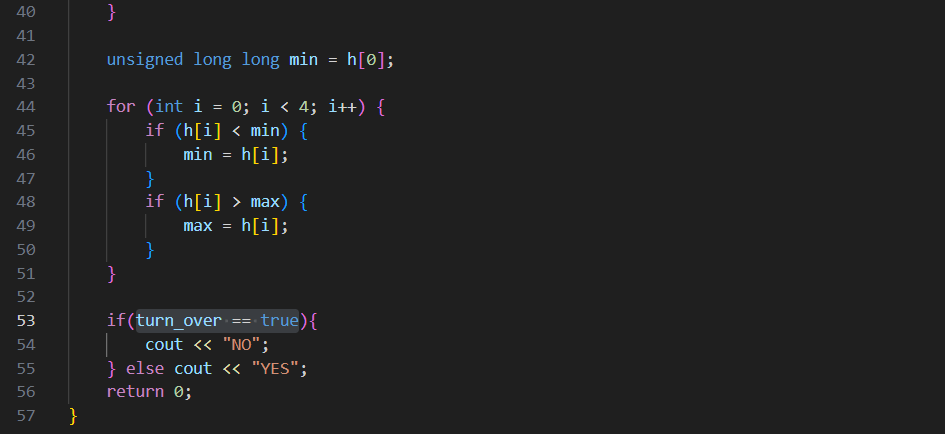 40 }
41
42 unsigned long long min = h[0];
43
44 for (int i = 0; i < 4; i++) {
45 if (h[i] < min) {
46 min = h[i];
47 }
48 if (h[i] > max) {
49 max = h[i];
50 }
51 }
52
53 if(turn_over == true){
54 cout << "NO";
55 } else cout << "YES";
56 return 0;
57 }